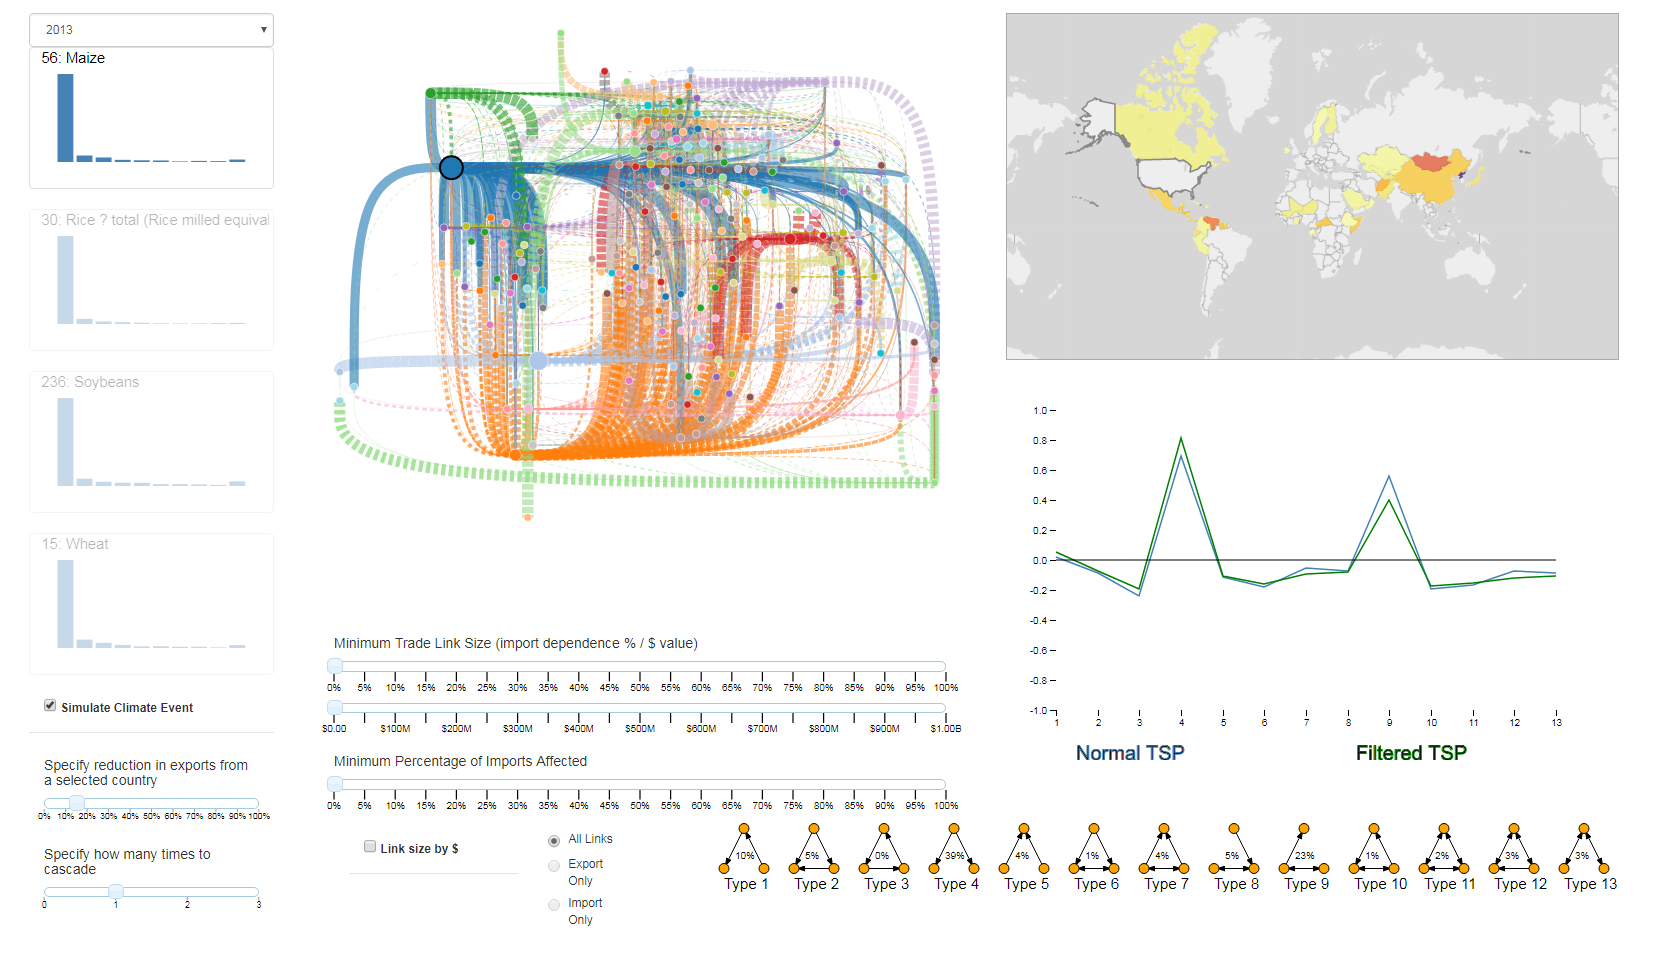 2013
56: Maize
30: Rice ? total (Rice milled equival
236: Soybeans
15: Wheat
Simulate Climate Event
Specify reduction in exports from
a selected country
0% 10% 20% 30% 40% 50% 60% 70% 80% 90% 100%
Specify how many times to
cascade
0 1 2 3
Minimum Trade Link Size (import dependence % / $ value)
0% 5% 10% 15% 20% 25% 30% 35% 40% 45% 50% 55% 60% 65% 70% 75% 80% 85% 90% 95% 100%
$0.00 $100M $200M $300M $400M $500M $600M $700M $800M $900M $1.00B
Minimum Percentage of Imports Affected
0% 5% 10% 15% 20% 25% 30% 35% 40% 45% 50% 55% 60% 65% 70% 75% 80% 85% 90% 95% 100%
Link size by $
All Links
Export
Only
Import
Only
1.0
0.8
0.6
0.4
0.2
0.0
-0.2
-0.4
-0.6
-0.8
-1.0
1 2 3 4 5 6 7 8 9 10 11 12 13
Normal TSP Filtered TSP
10% 5% 0% 39% 4% 1% 4% 5% 23% 1% 2% 3% 3%
Type 1 Type 2 Type 3 Type 4 Type 5 Type 6 Type 7 Type 8 Type 9 Type 10 Type 11 Type 12 Type 13